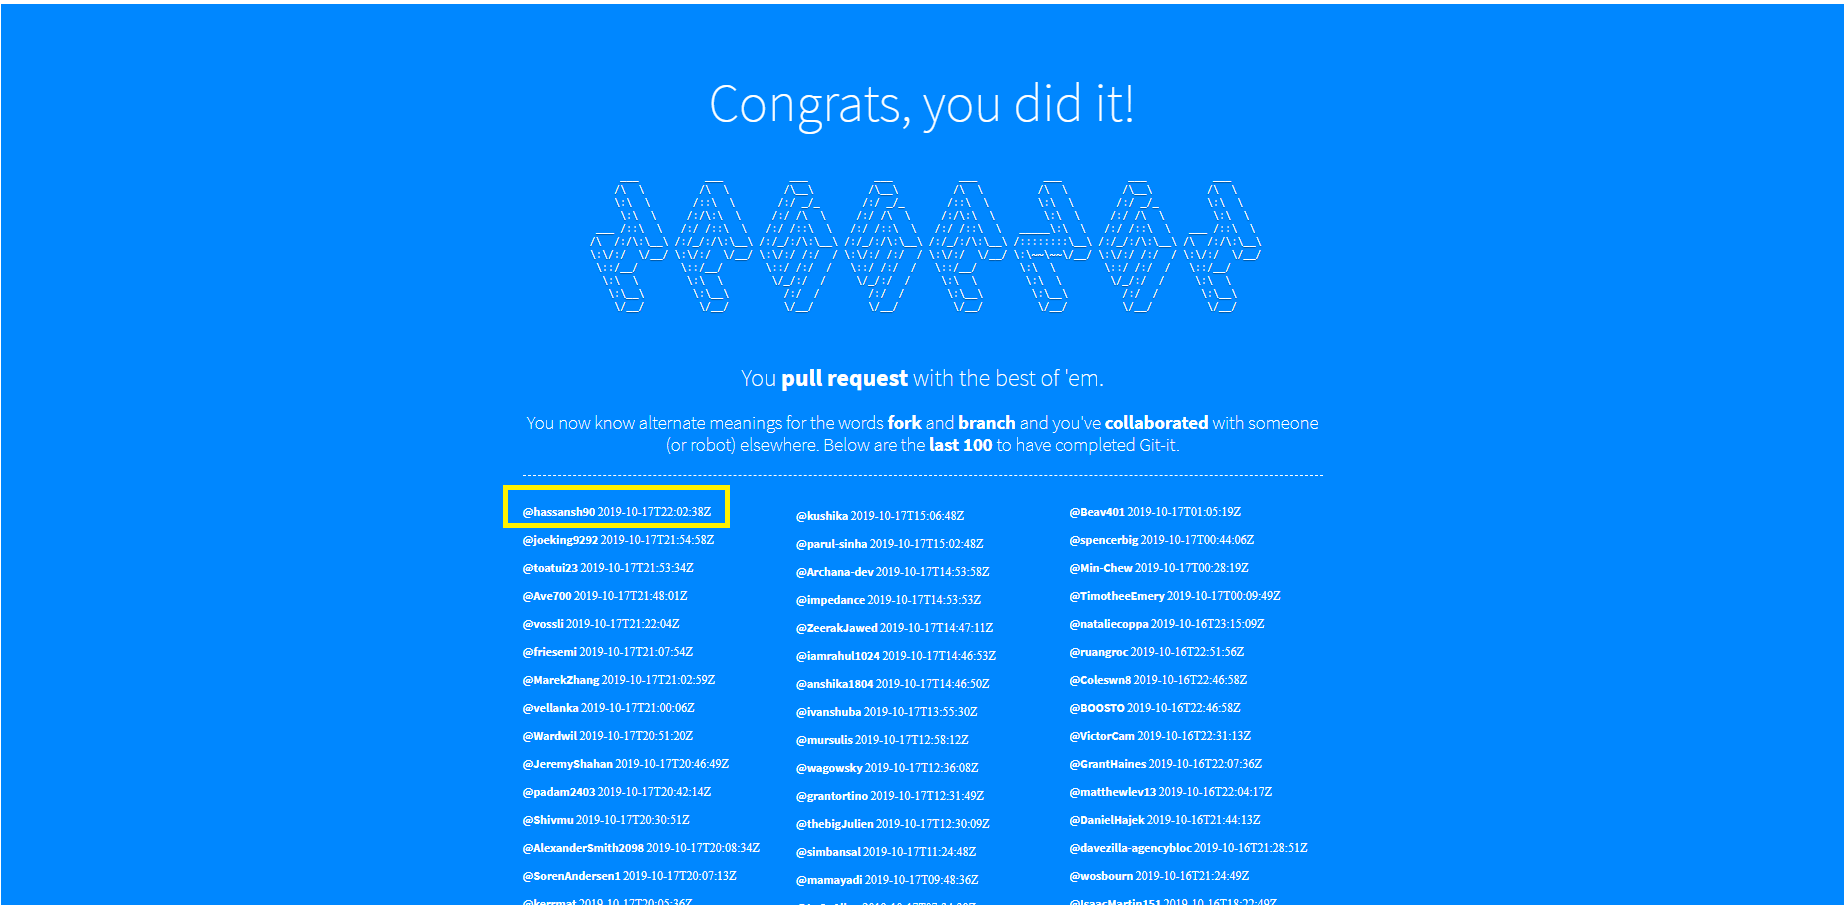 Congrats, you did it!
You pull request with the best of 'em.
You now know alternate meanings for the words fork and branch and you've collaborated with someone
(or robot) elsewhere. Below are the last 100 to have completed Git-it.
@hassansh90 2019-10-17T22:02:38Z
@joeking9292 2019-10-17T21:54:58Z
@toatui23 2019-10-17T21:53:34Z
@Ave700 2019-10-17T21:48:01Z
@vossli 2019-10-17T21:22:04Z
@friesemi 2019-10-17T21:07:54Z
@MarekZhang 2019-10-17T21:02:59Z
@vellanka 2019-10-17T21:00:06Z
@Wardwil 2019-10-17T20:51:20Z
@JeremyShahan 2019-10-17T20:46:49Z
@padam2403 2019-10-17T20:42:14Z
@Shivmu 2019-10-17T20:30:51Z
@AlexanderSmith2098 2019-10-17T20:08:34Z
@SorenAndersen1 2019-10-17T20:07:13Z
@kerrmat 2019-10-17T20:05:36Z
@kushika 2019-10-17T15:06:48Z
@parul-sinha 2019-10-17T15:02:48Z
@Archana-dev 2019-10-17T14:53:58Z
@impedance 2019-10-17T14:53:53Z
@ZeerakJawed 2019-10-17T14:47:11Z
@iamrahul1024 2019-10-17T14:46:53Z
@anshika1804 2019-10-17T14:46:50Z
@ivanshuba 2019-10-17T13:55:30Z
@mursulis 2019-10-17T12:58:12Z
@wagowsky 2019-10-17T12:36:08Z
@grantortino 2019-10-17T12:31:49Z
@thebigJulien 2019-10-17T12:30:09Z
@simbansal 2019-10-17T11:24:48Z
@mamayadi 2019-10-17T09:48:36Z
@Beav401 2019-10-17T01:05:19Z
@spencerbig 2019-10-17T00:44:06Z
@Min-Chew 2019-10-17T00:28:19Z
@TimotheeEmery 2019-10-17T00:09:49Z
@nataliecoppa 2019-10-16T23:15:09Z
@ruangroc 2019-10-16T22:51:56Z
@Coleswn8 2019-10-16T22:46:58Z
@BOOSTO 2019-10-16T22:46:58Z
@VictorCam 2019-10-16T22:31:13Z
@GrantHaines 2019-10-16T22:07:36Z
@matthewlev13 2019-10-16T22:04:17Z
@DanielHajek 2019-10-16T21:44:13Z
@davezilla-agencybloc 2019-10-16T21:28:51Z
@wosbourn 2019-10-16T21:24:49Z
@IsaacMartin151 2019-10-16T18:22:49Z